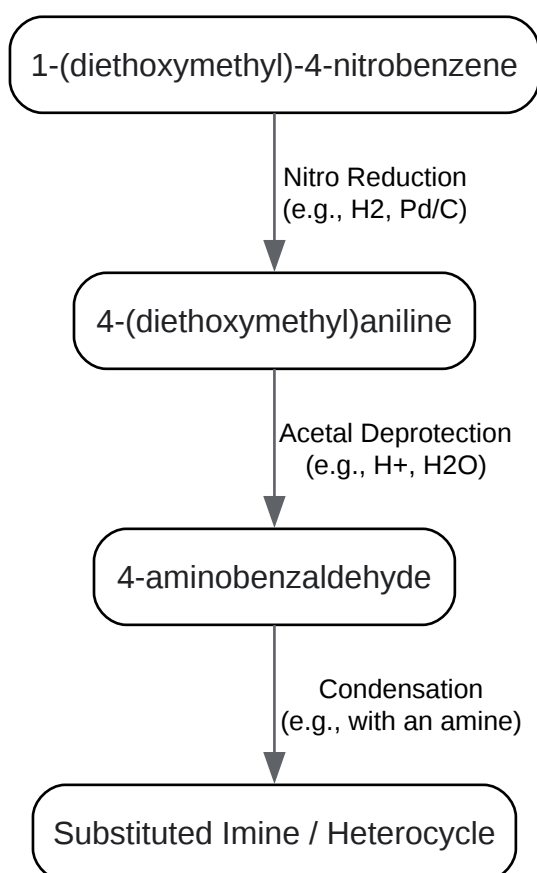 1-(diethoxymethyl)-4-nitrobenzene
Nitro Reduction
(e.g., H2, Pd/C)
4-(diethoxymethyl)aniline
Acetal Deprotection
(e.g., H+, H2O)
4-aminobenzaldehyde
Condensation
(e.g., with an amine)
Substituted Imine / Heterocycle